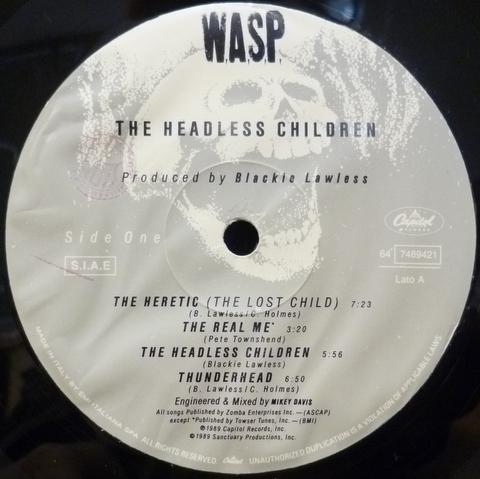 W.A.S.P.
THE HEADLESS CHILDREN
Produced by Blackie Lawless
Side One
S.I.A.E
Capitol
RECORDS
64 7489421
Lato A
THE HERETIC (THE LOST CHILD) 7:23
(B. Lawless/C. Holmes)
THE REAL ME* 3:20
(Pete Townshend)
THE HEADLESS CHILDREN 5:56
(Blackie Lawless)
THUNDERHEAD 6:50
(B. Lawless/C. Holmes)
Engineered & Mixed by MIKEY DAVIS
All songs Published by Zomba Enterprises Inc. — (ASCAP)
except *Published by Towser Tunes, Inc. — (BMI)
℗1989 Capitol Records, Inc.
©1989 Sanctuary Productions, Inc.
MADE IN ITALY BY EMI ITALIANA SPA ALL RIGHTS RESERVED. Capitol UNAUTHORIZED DUPLICATION IS A VIOLATION OF APPLICABLE LAWS